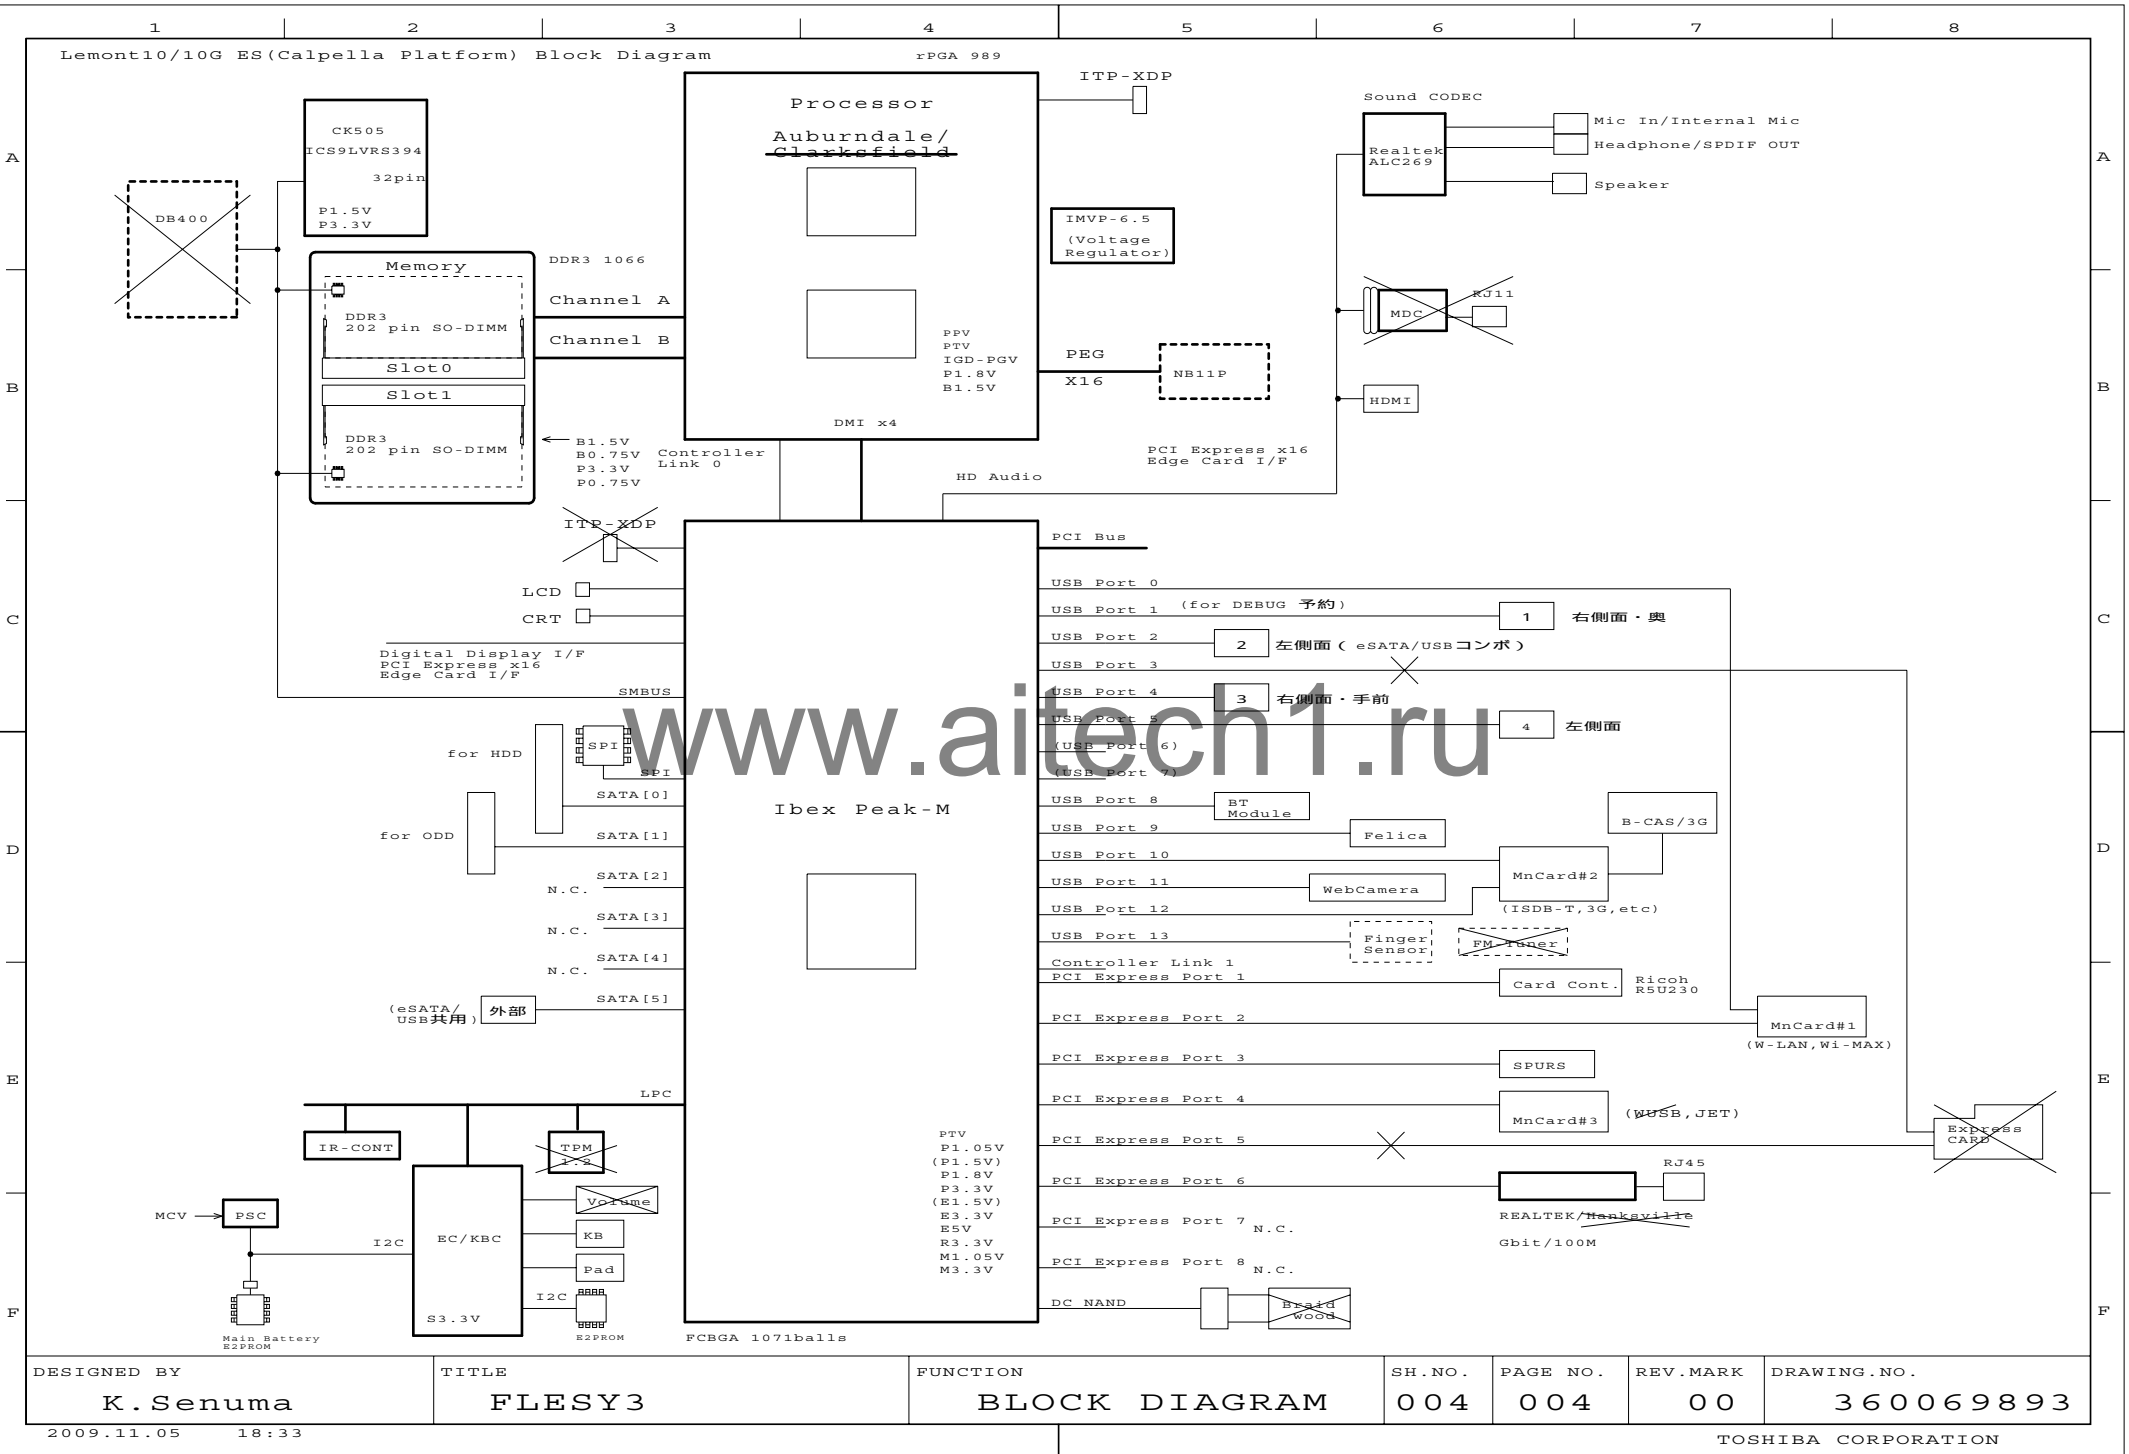 1 2 3 4 5 6 7 8
Lemont10/10G ES(Calpella Platform) Block Diagram
rPGA 989
A
B
C
D
E
F
A
B
C
D
E
F
CK505
ICS9LVRS394
32pin
P1.5V
P3.3V
DB400
Memory
DDR3
202 pin SO-DIMM
Slot0
Slot1
DDR3
202 pin SO-DIMM
DDR3 1066
Channel A
Channel B
B1.5V
B0.75V
P3.3V
P0.75V
Controller
Link 0
Processor
Auburndale/
Clarksfield
PPV
PTV
IGD-PGV
P1.8V
B1.5V
DMI x4
ITP-XDP
IMVP-6.5
(Voltage
Regulator)
PEG
X16
NB11P
PCI Express x16
Edge Card I/F
HD Audio
Sound CODEC
Realtek
ALC269
Mic In/Internal Mic
Headphone/SPDIF OUT
Speaker
MDC
RJ11
HDMI
ITP-XDP
LCD
CRT
Digital Display I/F
PCI Express x16
Edge Card I/F
SMBUS
SPI
SPI
for HDD
SATA[0]
for ODD
SATA[1]
SATA[2]
N.C.
SATA[3]
N.C.
SATA[4]
N.C.
SATA[5]
(eSATA/
USB共用)
外部
LPC
IR-CONT
TPM
1.2
MCV
PSC
I2C
EC/KBC
S3.3V
Volume
KB
Pad
I2C
E2PROM
Main Battery
E2PROM
Ibex Peak-M
PTV
P1.05V
(P1.5V)
P1.8V
P3.3V
(E1.5V)
E3.3V
E5V
R3.3V
M1.05V
M3.3V
FCBGA 1071balls
PCI Bus
USB Port 0
USB Port 1
(for DEBUG 予約)
1
右側面・奥
USB Port 2
2
左側面( eSATA/USBコンボ)
USB Port 3
USB Port 4
3
右側面・手前
USB Port 5
4
左側面
(USB Port 6)
(USB Port 7)
USB Port 8
BT
Module
USB Port 9
Felica
USB Port 10
B-CAS/3G
MnCard#2
(ISDB-T,3G,etc)
USB Port 11
WebCamera
USB Port 12
USB Port 13
Finger
Sensor
FM-Tuner
Controller Link 1
PCI Express Port 1
Card Cont.
Ricoh
R5U230
PCI Express Port 2
MnCard#1
(W-LAN,Wi-MAX)
PCI Express Port 3
SPURS
PCI Express Port 4
MnCard#3
(WUSB,JET)
PCI Express Port 5
Express
CARD
PCI Express Port 6
RJ45
REALTEK/Hanksville
Gbit/100M
PCI Express Port 7
N.C.
PCI Express Port 8
N.C.
DC NAND
Braid
wood
www.aitech1.ru
DESIGNED BY
K.Senuma
TITLE
FLESY3
FUNCTION
BLOCK DIAGRAM
SH.NO.
004
PAGE NO.
004
REV.MARK
00
DRAWING.NO.
360069893
2009.11.05 18:33
TOSHIBA CORPORATION